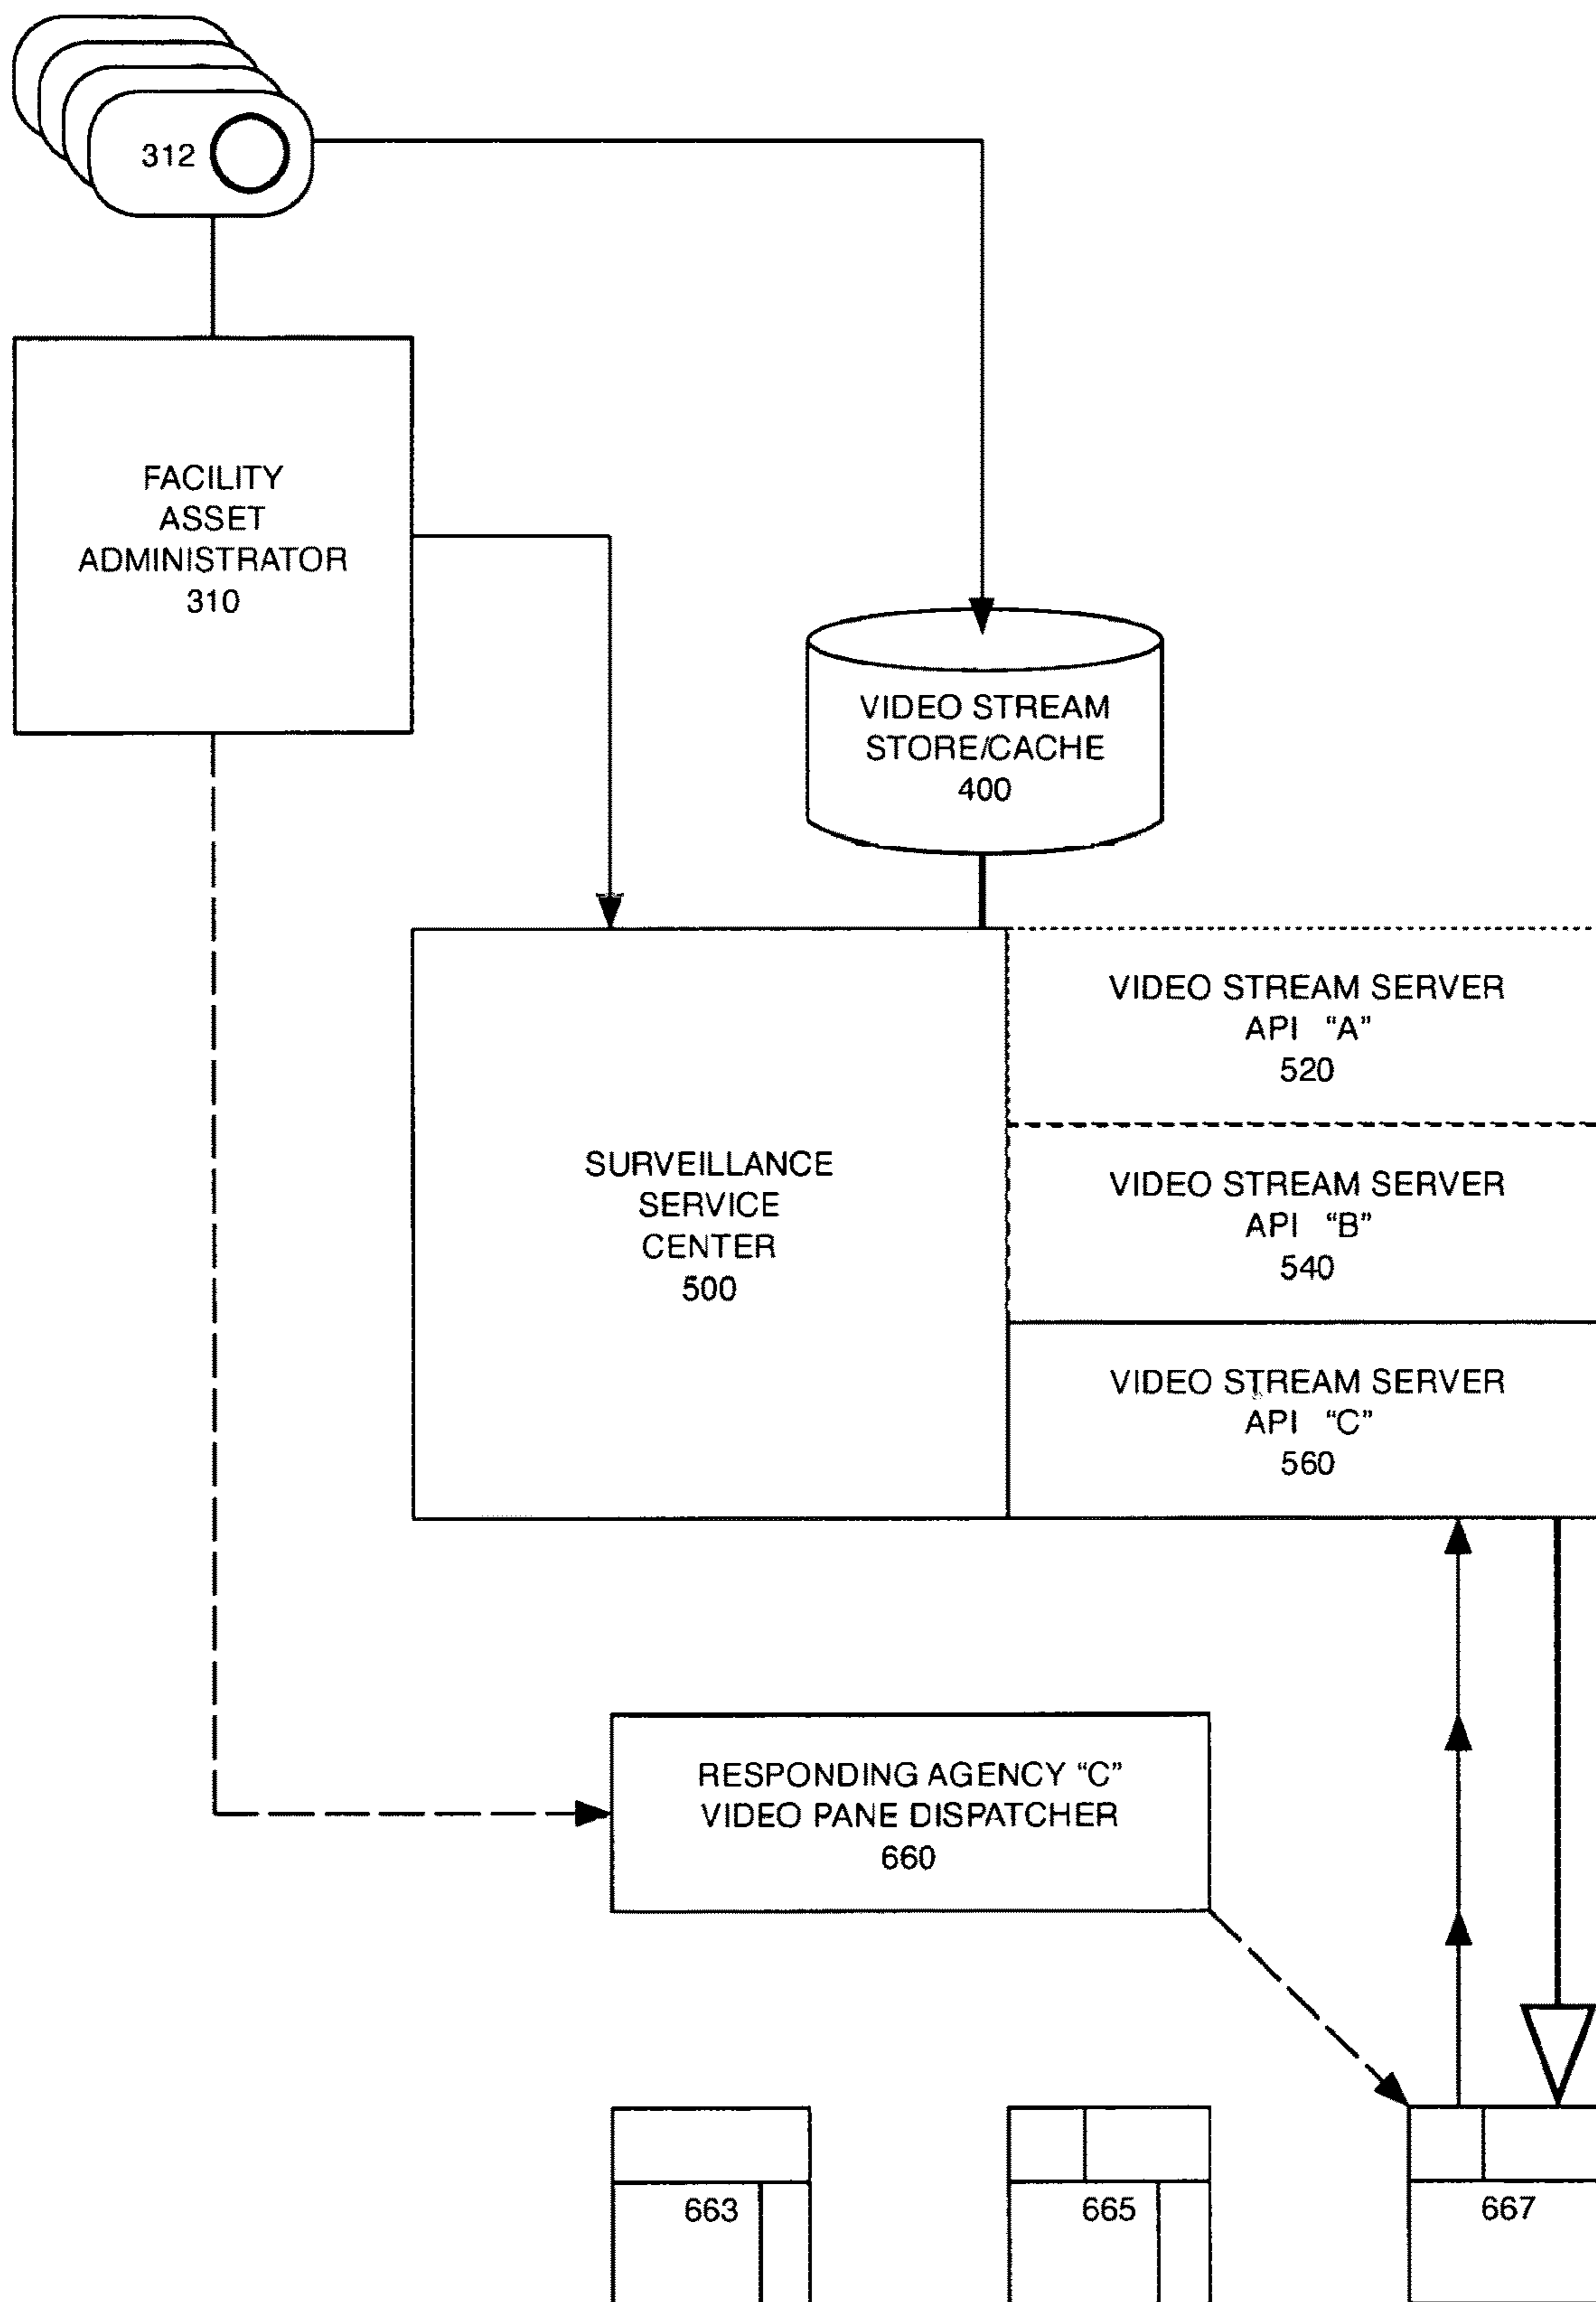 312
FACILITY
ASSET
ADMINISTRATOR
310
VIDEO STREAM
STORE/CACHE
400
SURVEILLANCE
SERVICE
CENTER
500
VIDEO STREAM SERVER
API “A”
520
VIDEO STREAM SERVER
API “B”
540
VIDEO STREAM SERVER
API “C”
560
RESPONDING AGENCY “C”
VIDEO PANE DISPATCHER
660
663
665
667